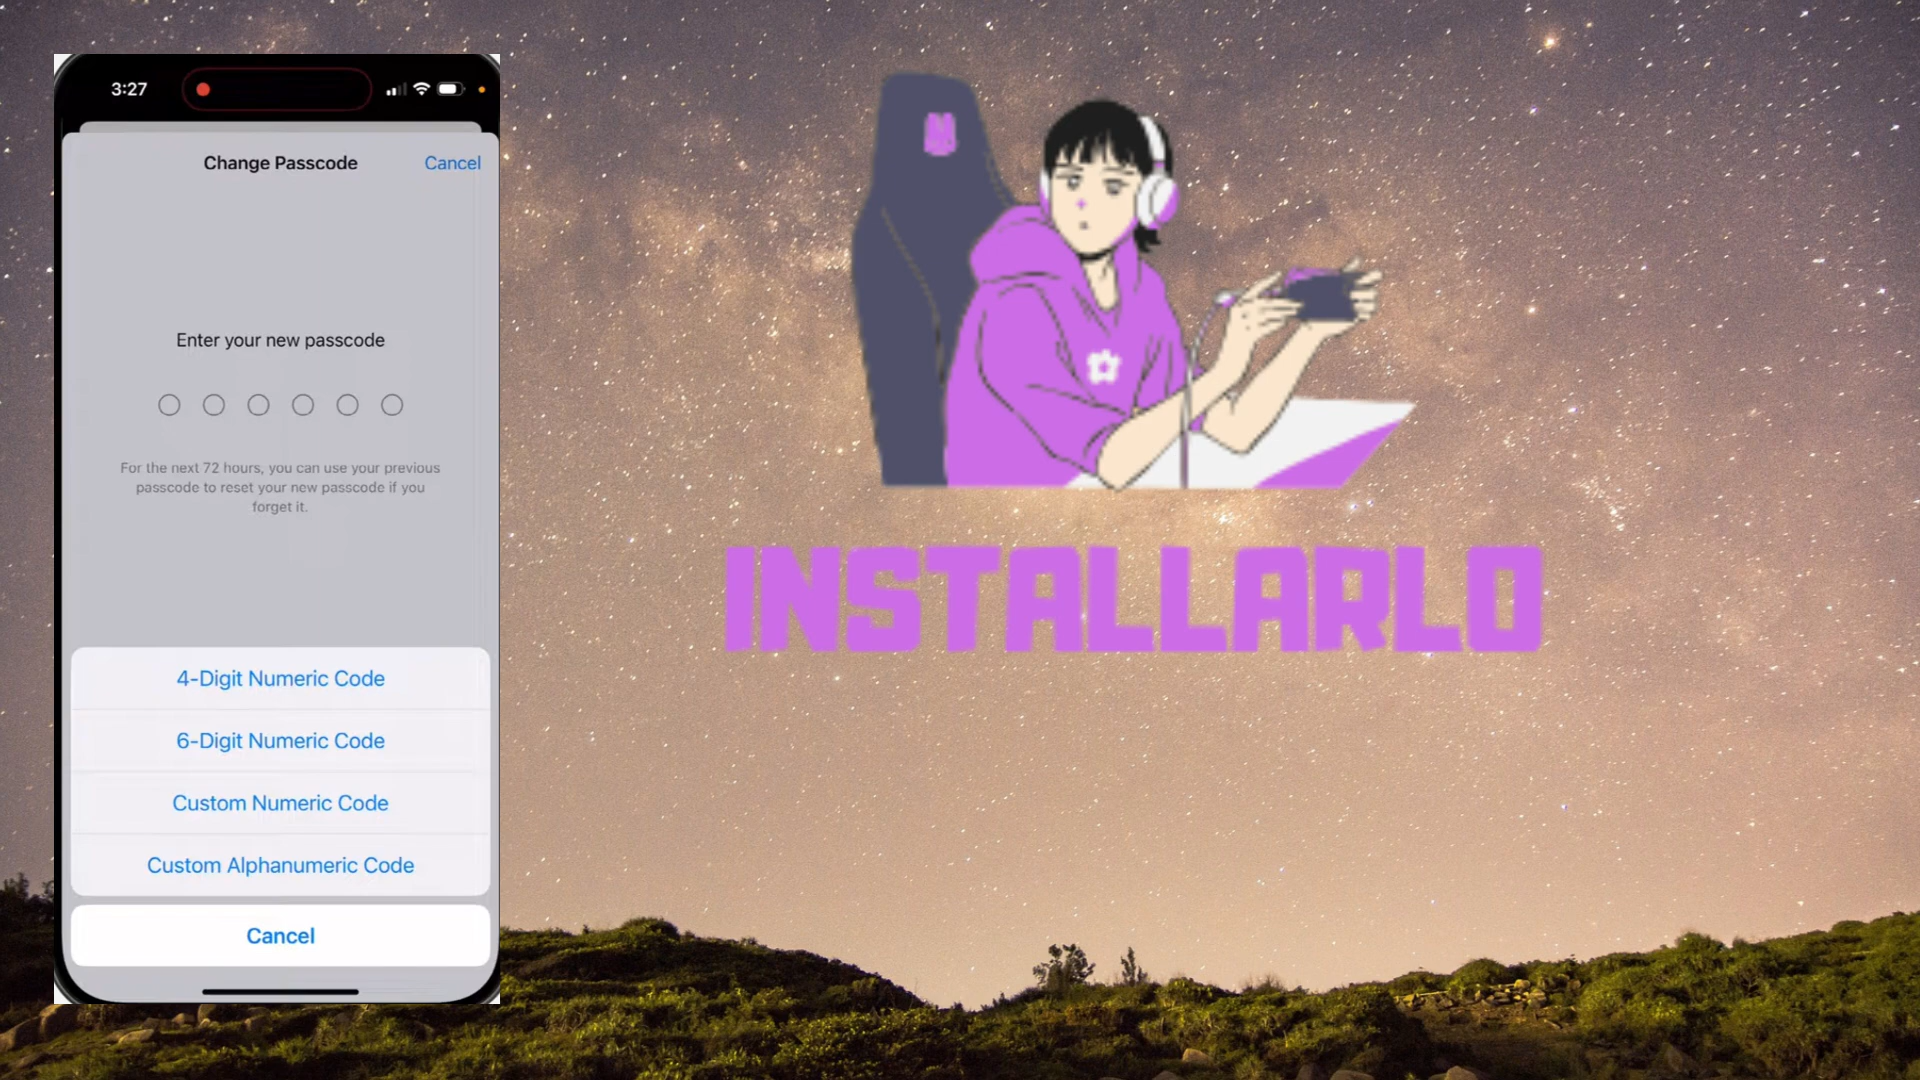 3:27
Change Passcode
Cancel
Enter your new passcode
For the next 72 hours, you can use your previous
passcode to reset your new passcode if you
forget it.
4-Digit Numeric Code
6-Digit Numeric Code
Custom Numeric Code
Custom Alphanumeric Code
Cancel
INSTALLARLO